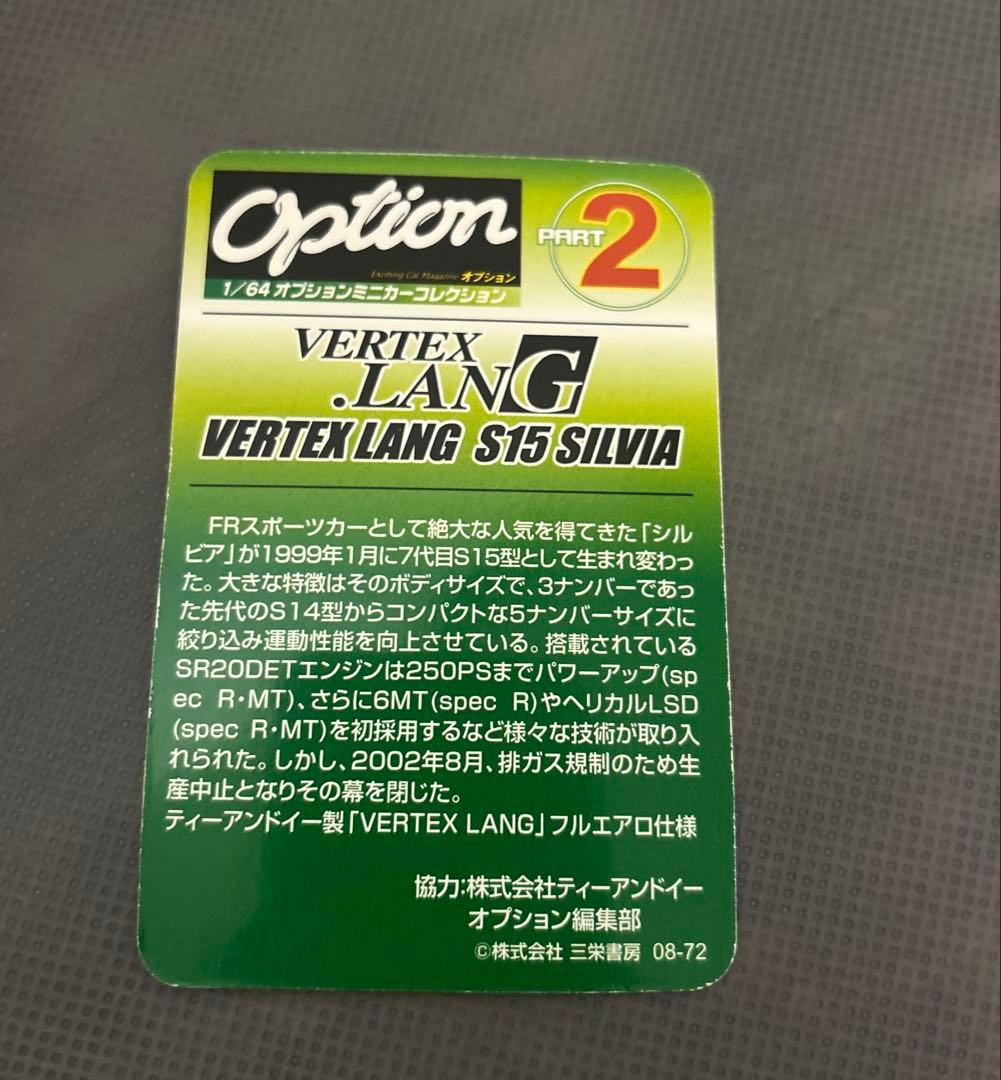 Option
Exciting Car Magazine オプション
1/64 オプションミニカーコレクション
PART 2
VERTEX
.LANG
VERTEX LANG S15 SILVIA
FRスポーツカーとして絶大な人気を得てきた「シル
ビア」が1999年1月に7代目S15型として生まれ変わっ
た。大きな特徴はそのボディサイズで、3ナンバーであっ
た先代のS14型からコンパクトな5ナンバーサイズに
絞り込み運動性能を向上させている。搭載されている
SR20DETエンジンは250PSまでパワーアップ(sp
ec R・MT)、さらに6MT(spec R)やヘリカルLSD
(spec R・MT)を初採用するなど様々な技術が取り入
れられた。しかし、2002年8月、排ガス規制のため生
産中止となりその幕を閉じた。
ティーアンドイー製「VERTEX LANG」フルエアロ仕様
協力:株式会社ティーアンドイー
オプション編集部
©株式会社 三栄書房 08-72